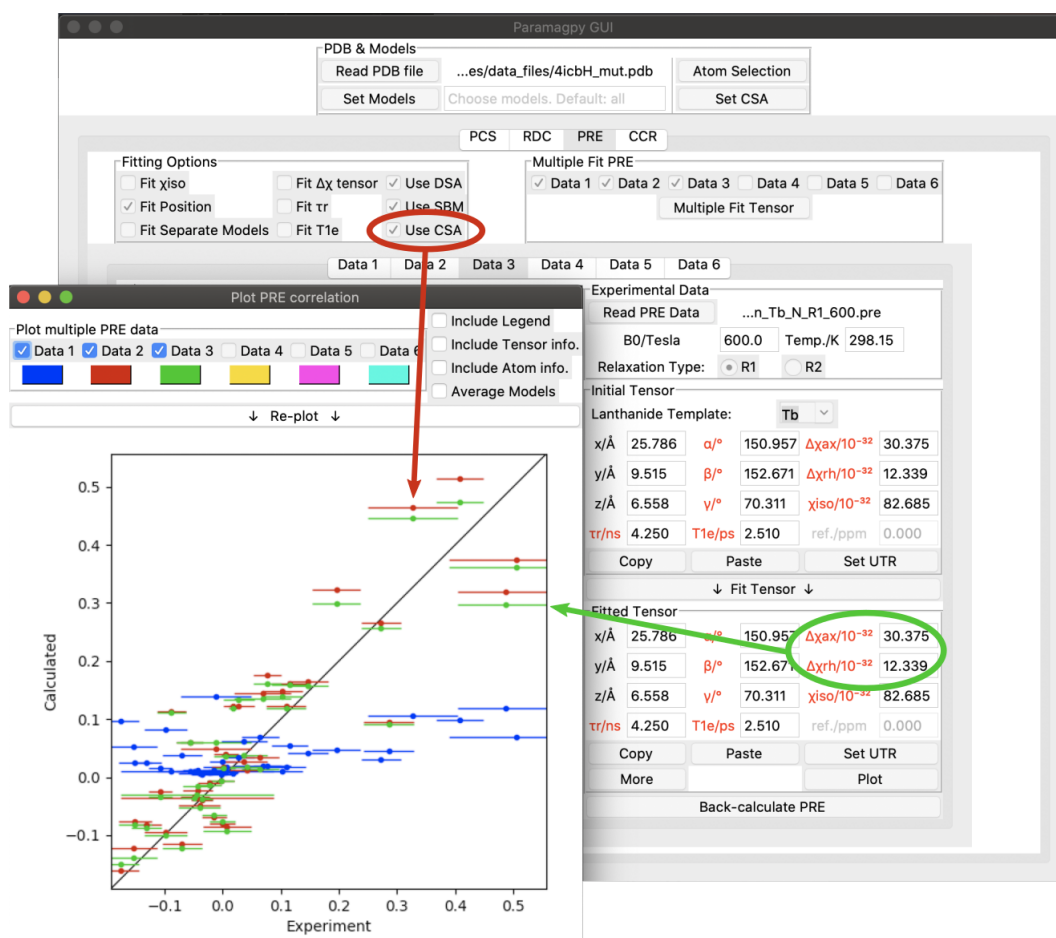 Paramagpy GUI
PDB & Models
Read PDB file ...es/data_files/4icbH_mut.pdb Atom Selection
Set Models Choose models. Default: all Set CSA
PCS RDC PRE CCR
Fitting Options
Fit χiso Fit Δχ tensor Use DSA
Fit Position Fit τr Use SBM
Fit Separate Models Fit T1e Use CSA
Multiple Fit PRE
Data 1 Data 2 Data 3 Data 4 Data 5 Data 6
Multiple Fit Tensor
Data 1 Data 2 Data 3 Data 4 Data 5 Data 6
Plot PRE correlation
Plot multiple PRE data
Data 1 Data 2 Data 3 Data 4 Data 5 Data 6
Include Legend
Include Tensor info.
Include Atom info.
Average Models
↓ Re-plot ↓
0.5
0.4
0.3
0.2
0.1
0.0
−0.1
Calculated
−0.1 0.0 0.1 0.2 0.3 0.4 0.5
Experiment
Experimental Data
Read PRE Data ...n_Tb_N_R1_600.pre
B0/Tesla 600.0 Temp./K 298.15
Relaxation Type: R1 R2
Initial Tensor
Lanthanide Template: Tb
x/Å 25.786 α/° 150.957 Δχax/10⁻³² 30.375
y/Å 9.515 β/° 152.671 Δχrh/10⁻³² 12.339
z/Å 6.558 γ/° 70.311 χiso/10⁻³² 82.685
τr/ns 4.250 T1e/ps 2.510 ref./ppm 0.000
Copy Paste Set UTR
↓ Fit Tensor ↓
Fitted Tensor
x/Å 25.786 α/° 150.957 Δχax/10⁻³² 30.375
y/Å 9.515 β/° 152.671 Δχrh/10⁻³² 12.339
z/Å 6.558 γ/° 70.311 χiso/10⁻³² 82.685
τr/ns 4.250 T1e/ps 2.510 ref./ppm 0.000
Copy Paste Set UTR
More Plot
Back-calculate PRE